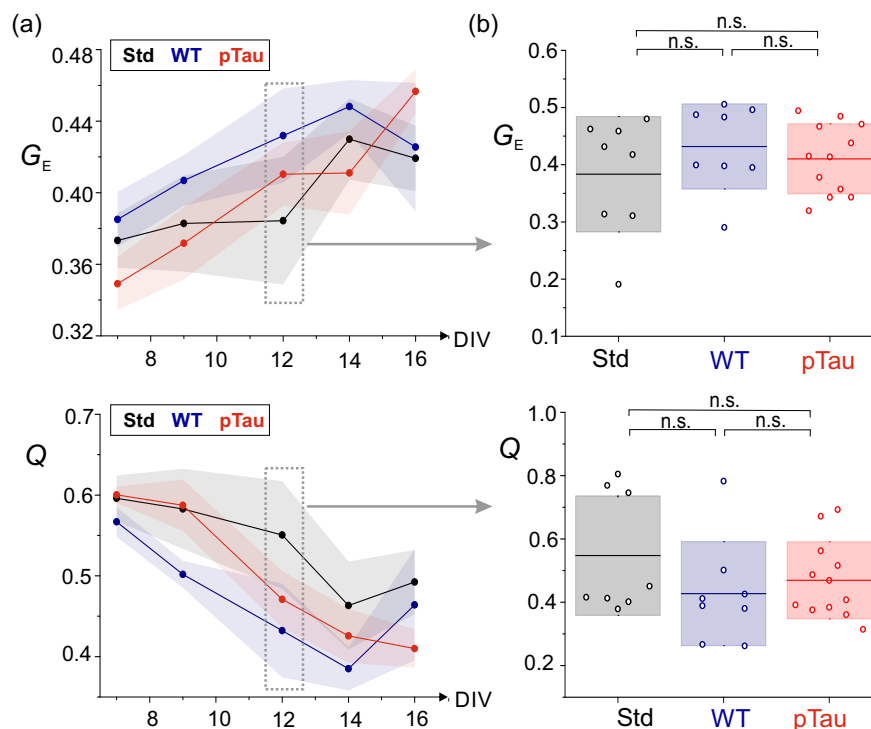 (a)
(b)
Std WT pTau
G_E
0.48
0.44
0.40
0.36
0.32
8 10 12 14 16
DIV
n.s.
n.s. n.s.
G_E
0.6
0.5
0.4
0.3
0.2
0.1
Std WT pTau
Std WT pTau
Q
0.7
0.6
0.5
0.4
8 10 12 14 16
DIV
n.s.
n.s. n.s.
Q
1.0
0.8
0.6
0.4
0.2
Std WT pTau